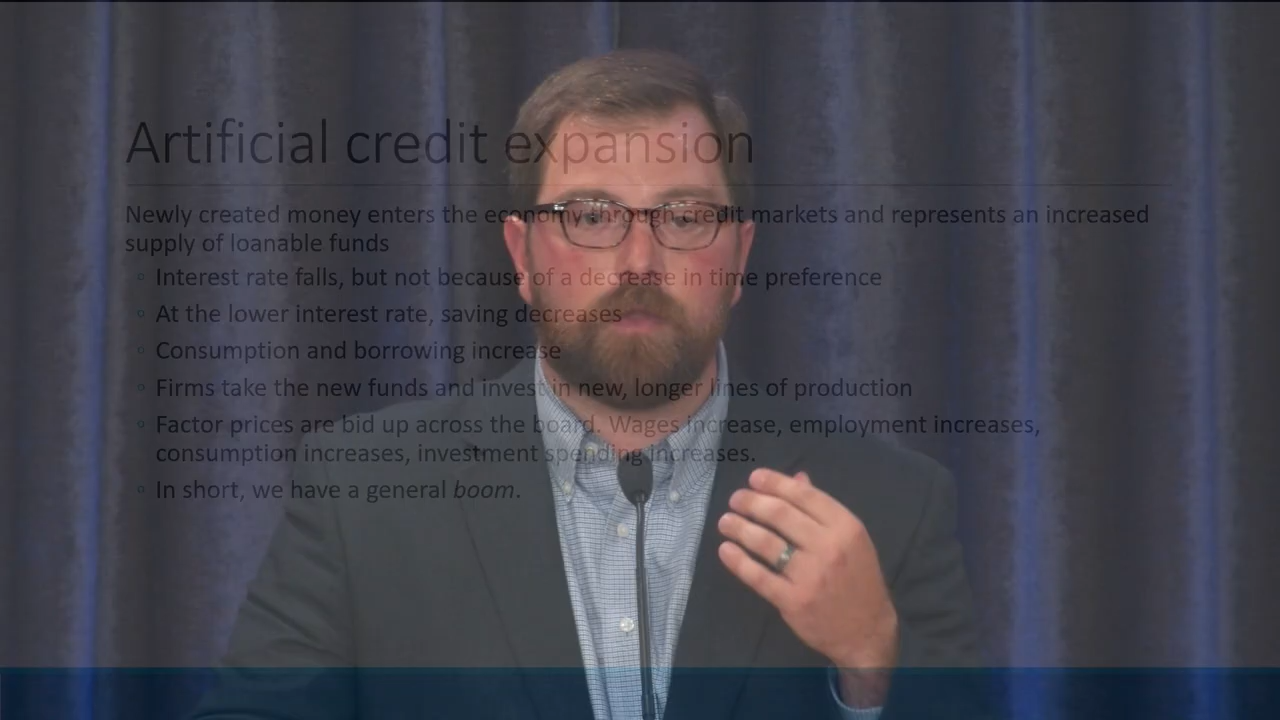 Artificial credit expansion
Newly created money enters the economy through credit markets and represents an increased
supply of loanable funds
◦ Interest rate falls, but not because of a decrease in time preference
◦ At the lower interest rate, saving decreases
◦ Consumption and borrowing increase
◦ Firms take the new funds and invest in new, longer lines of production
◦ Factor prices are bid up across the board. Wages increase, employment increases,
consumption increases, investment spending increases.
◦ In short, we have a general boom.